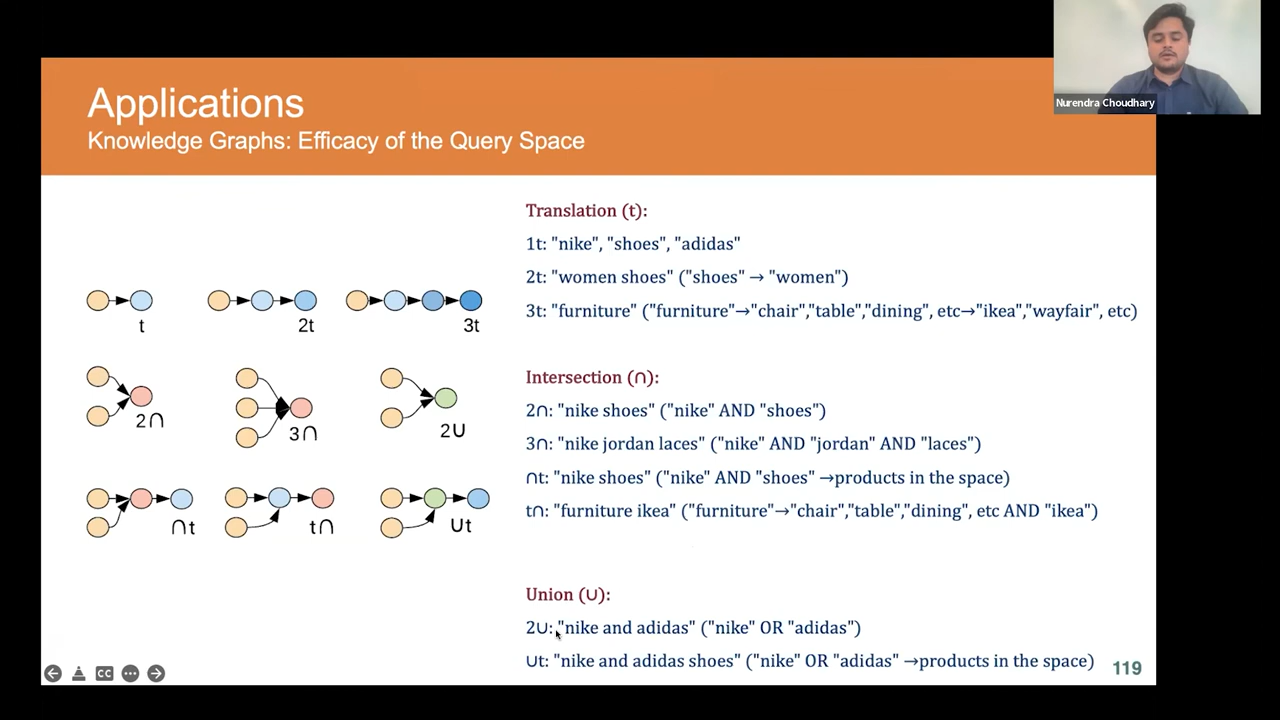 Nurendra Choudhary
Applications
Knowledge Graphs: Efficacy of the Query Space
t
2t
3t
2∩
3∩
2∪
∩t
t∩
∪t
Translation (t):
1t: "nike", "shoes", "adidas"
2t: "women shoes" ("shoes" → "women")
3t: "furniture" ("furniture"→"chair","table","dining", etc→"ikea","wayfair", etc)
Intersection (∩):
2∩: "nike shoes" ("nike" AND "shoes")
3∩: "nike jordan laces" ("nike" AND "jordan" AND "laces")
∩t: "nike shoes" ("nike" AND "shoes" →products in the space)
t∩: "furniture ikea" ("furniture"→"chair","table","dining", etc AND "ikea")
Union (∪):
2∪: "nike and adidas" ("nike" OR "adidas")
∪t: "nike and adidas shoes" ("nike" OR "adidas" →products in the space)
CC
119